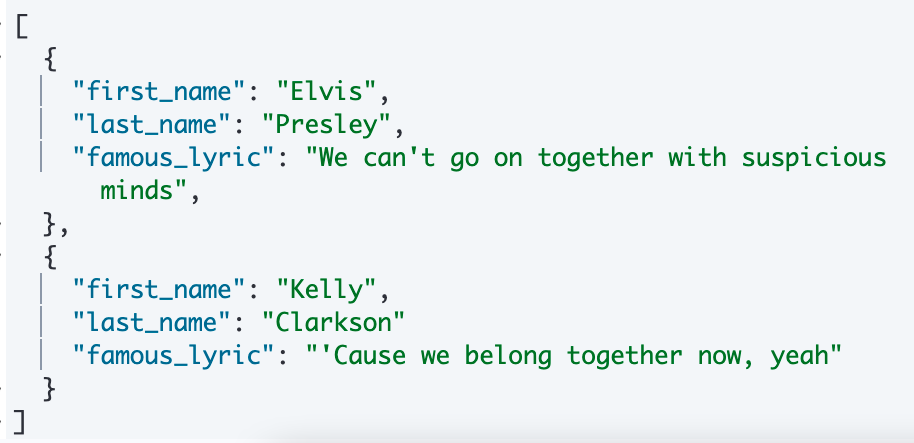 [
  {
    "first_name": "Elvis",
    "last_name": "Presley",
    "famous_lyric": "We can't go on together with suspicious
      minds",
  },
  {
    "first_name": "Kelly",
    "last_name": "Clarkson"
    "famous_lyric": "'Cause we belong together now, yeah"
  }
]